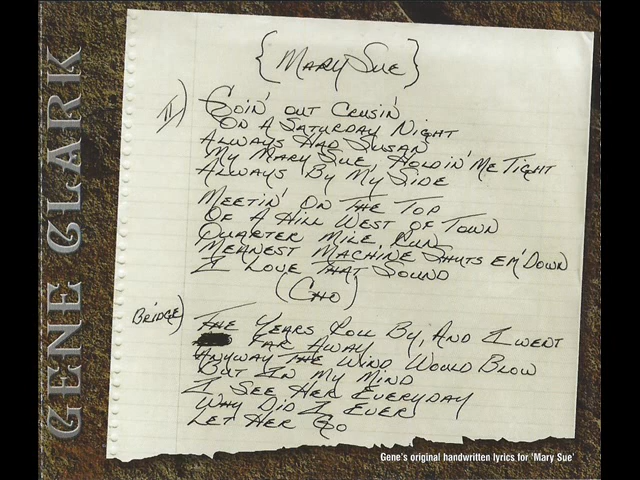 GENE CLARK
{Mary Sue}
II) Goin' out Crusin'
On A Saturday Night
Always Had Susan
My Mary Sue, Holdin' Me Tight
Always By My Side
Meetin' On The Top
Of A Hill West of Town
Quarter Mile, Run
Meanest Machine Shuts Em' Down
I Love That Sound
(Cho)
Bridge) The Years Roll By, And I went
Far Away
Anyway The Wind Would Blow
But In My Mind
I See Her Everyday
Why Did I Ever
Let Her Go
Gene's original handwritten lyrics for 'Mary Sue'